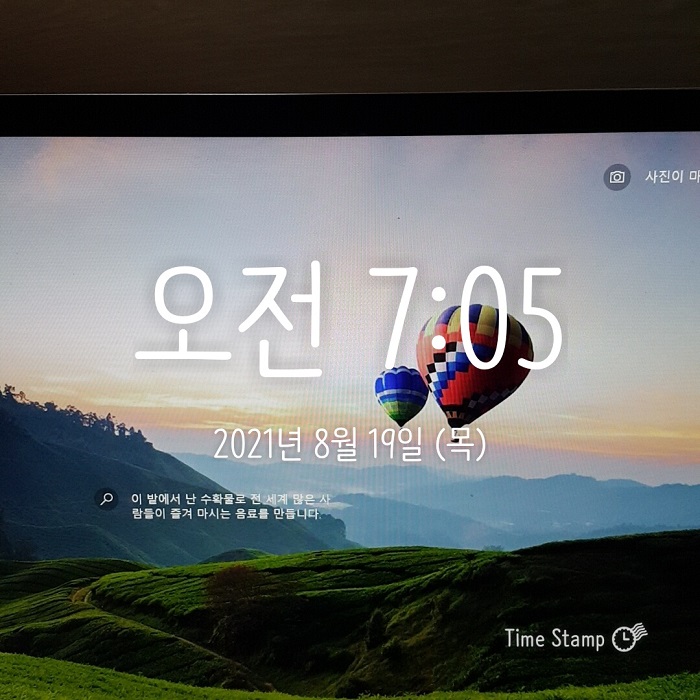 사진이 마
오전 7:05
2021년 8월 19일 (목)
이 밭에서 난 수확물로 전 세계 많은 사
람들이 즐겨 마시는 음료를 만듭니다.
Time Stamp